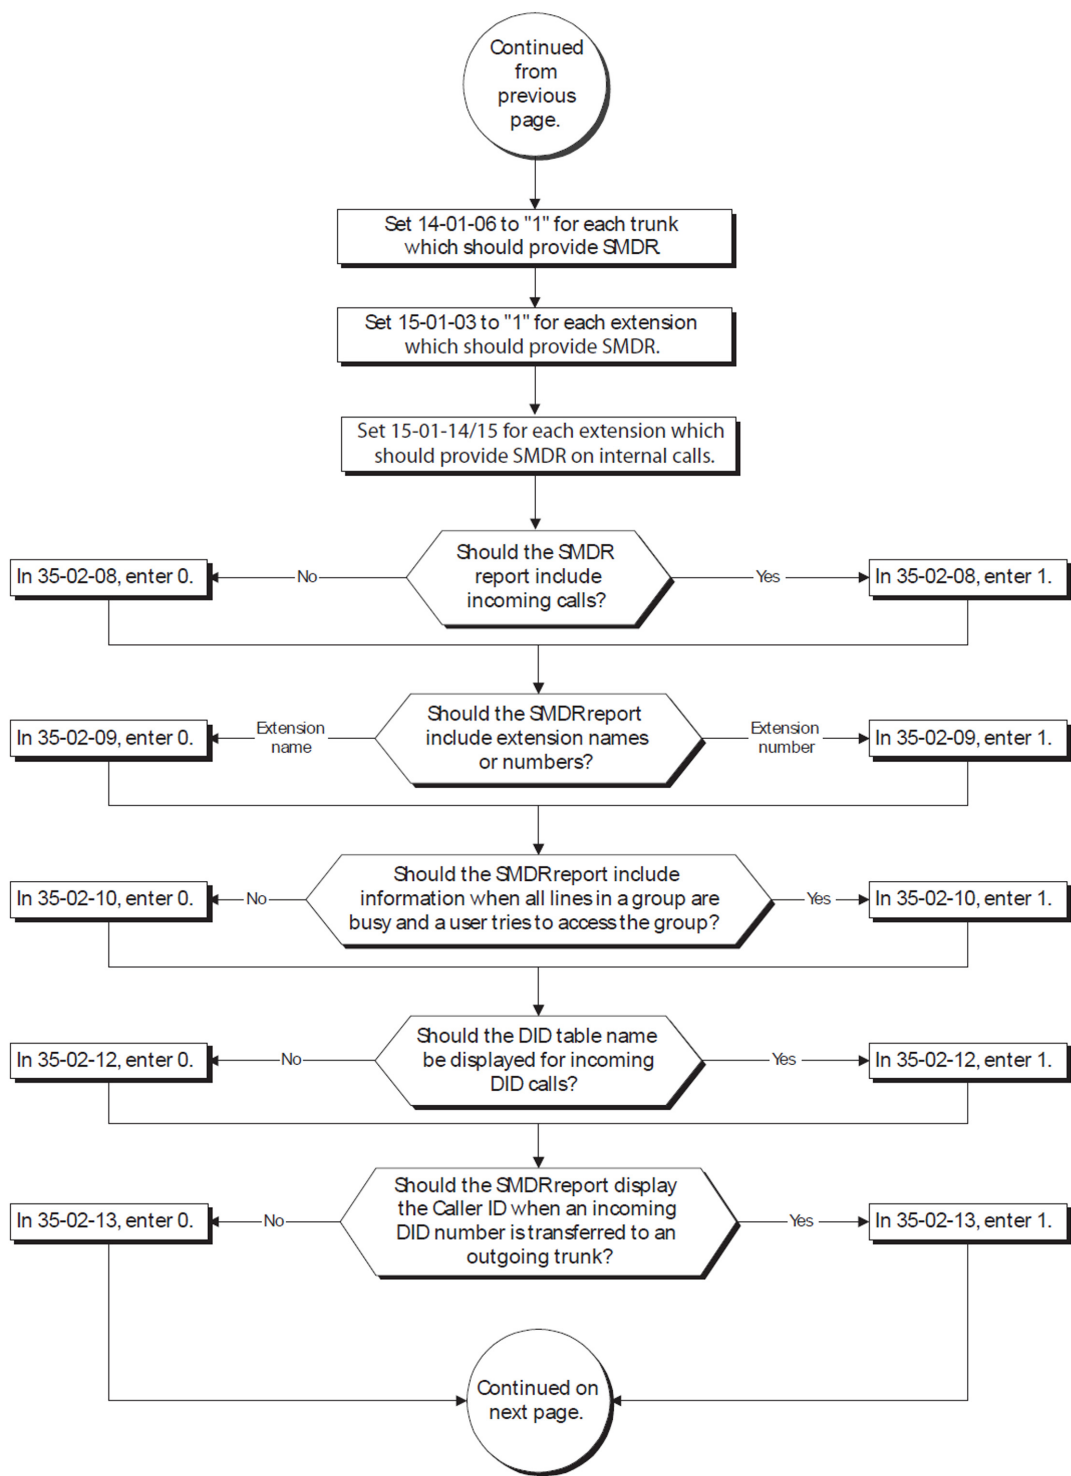 Continued
from
previous
page.
Set 14-01-06 to "1" for each trunk
which should provide SMDR.
Set 15-01-03 to "1" for each extension
which should provide SMDR.
Set 15-01-14/15 for each extension which
should provide SMDR on internal calls.
Should the SMDR
report include
incoming calls?
In 35-02-08, enter 0.
No
Yes
In 35-02-08, enter 1.
Should the SMDR report
include extension names
or numbers?
In 35-02-09, enter 0.
Extension
name
Extension
number
In 35-02-09, enter 1.
Should the SMDR report include
information when all lines in a group are
busy and a user tries to access the group?
In 35-02-10, enter 0.
No
Yes
In 35-02-10, enter 1.
Should the DID table name
be displayed for incoming
DID calls?
In 35-02-12, enter 0.
No
Yes
In 35-02-12, enter 1.
Should the SMDR report display
the Caller ID when an incoming
DID number is transferred to an
outgoing trunk?
In 35-02-13, enter 0.
No
Yes
In 35-02-13, enter 1.
Continued on
next page.